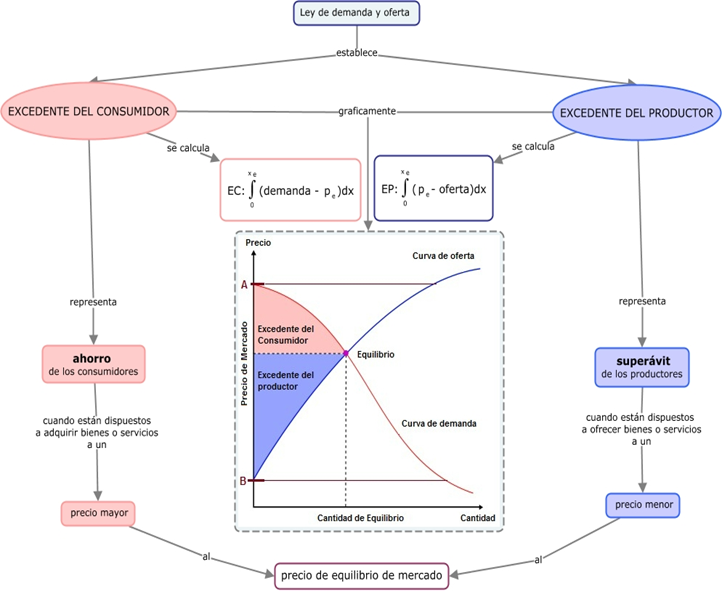 Ley de demanda y oferta
establece
EXCEDENTE DEL CONSUMIDOR
graficamente
EXCEDENTE DEL PRODUCTOR
se calcula
se calcula
EC: ∫₀^xe (demanda - pe)dx
EP: ∫₀^xe (pe - oferta)dx
Precio
Curva de oferta
A
Excedente del
Consumidor
Equilibrio
Excedente del
productor
Precio de Mercado
Curva de demanda
B
Cantidad de Equilibrio
Cantidad
representa
representa
ahorro
de los consumidores
superávit
de los productores
cuando están dispuestos
a adquirir bienes o servicios
a un
cuando están dispuestos
a ofrecer bienes o servicios
a un
precio mayor
precio menor
al
al
precio de equilibrio de mercado